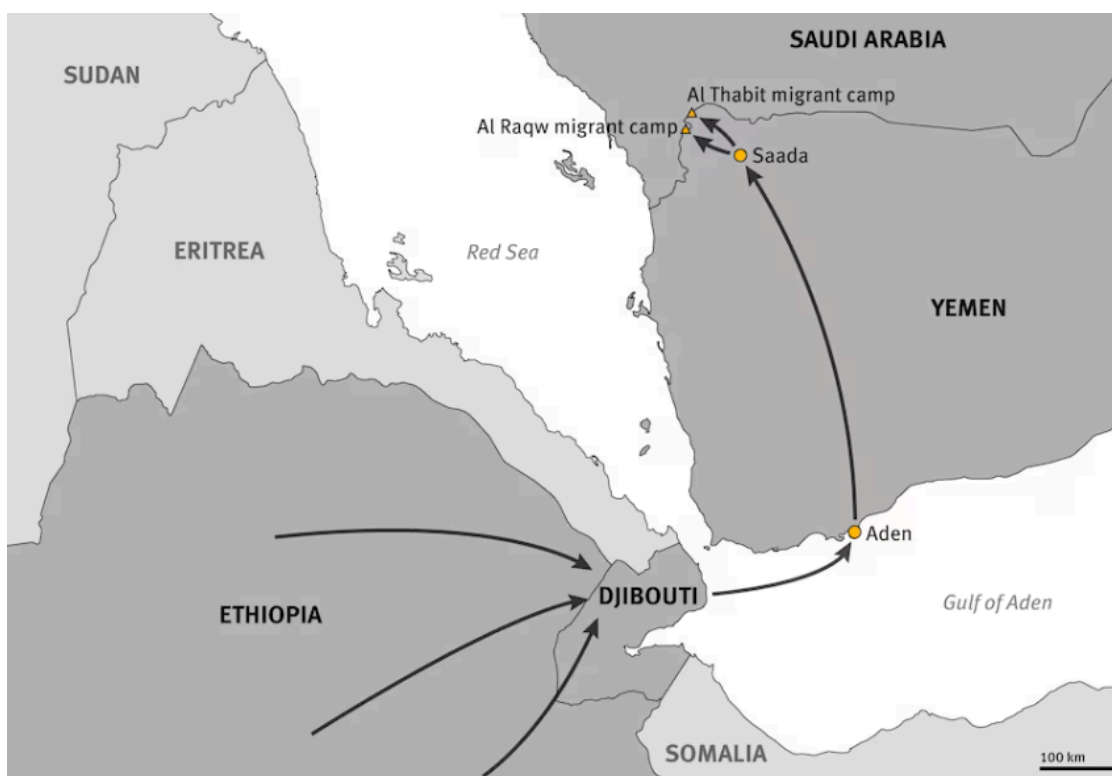 SAUDI ARABIA
SUDAN
Al Thabit migrant camp
Al Raqw migrant camp
Saada
ERITREA
Red Sea
YEMEN
Aden
DJIBOUTI
ETHIOPIA
Gulf of Aden
SOMALIA
100 km